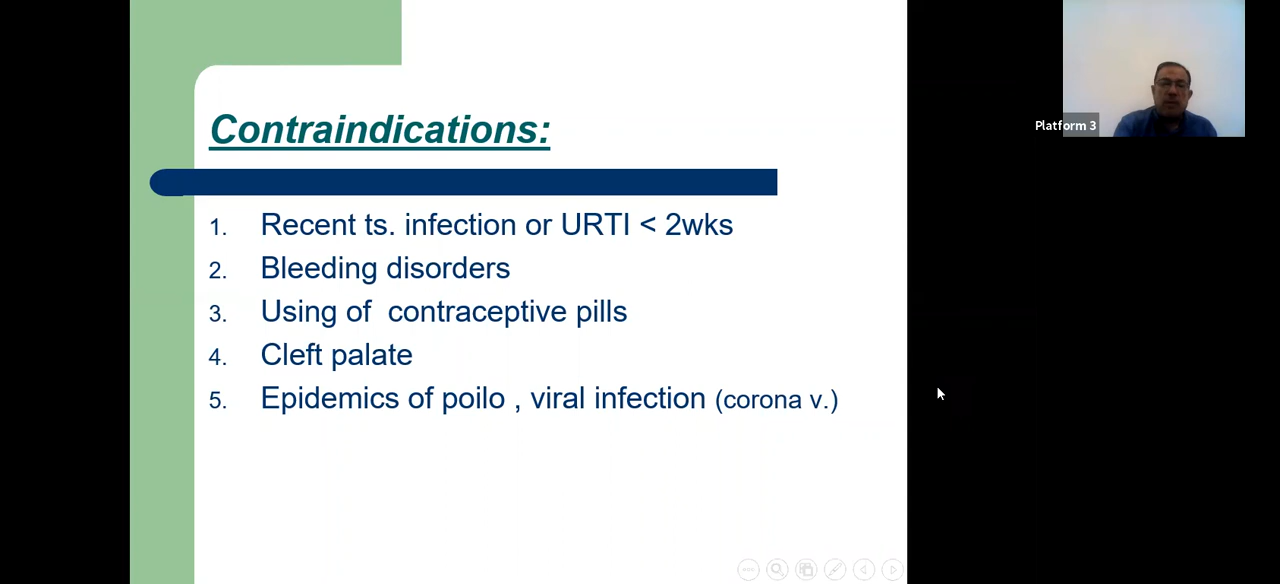 Contraindications:
1. Recent ts. infection or URTI < 2wks
2. Bleeding disorders
3. Using of contraceptive pills
4. Cleft palate
5. Epidemics of poilo , viral infection (corona v.)
Platform 3